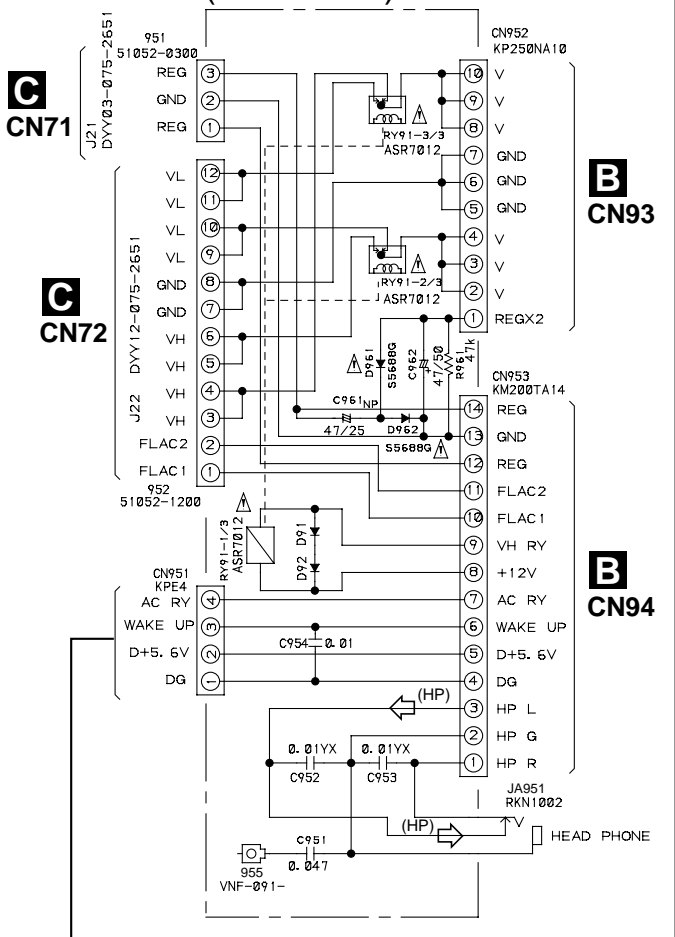 951
51052-0300
CN952
KP250NA10
C
CN71
J21
DYY03-075-2651
REG 3
GND 2
REG 1
10 V
9 V
8 V
7 GND
6 GND
5 GND
4 V
3 V
2 V
1 REGX2
B
CN93
RY91-3/3
ASR7012
RY91-2/3
ASR7012
C
CN72
J22
DYY12-075-2651
VL 12
VL 11
VL 10
VL 9
GND 8
GND 7
VH 6
VH 5
VH 4
VH 3
FLAC2 2
FLAC1 1
952
51052-1200
D961
S5688G
C962
47/50
+
R961
47k
C961 NP
47/25
D962
S5688G
CN953
KM200TA14
14 REG
13 GND
12 REG
11 FLAC2
10 FLAC1
9 VH RY
8 +12V
7 AC RY
6 WAKE UP
5 D+5.6V
4 DG
3 HP L
2 HP G
1 HP R
B
CN94
RY91-1/3
ASR7012
D91
D92
CN951
KPE4
AC RY 4
WAKE UP 3
D+5.6V 2
DG 1
C954 0.01
(HP)
0.01YX
C952
0.01YX
C953
JA951
RKN1002
(HP)
HEAD PHONE
C951
0.047
955
VNF-091-